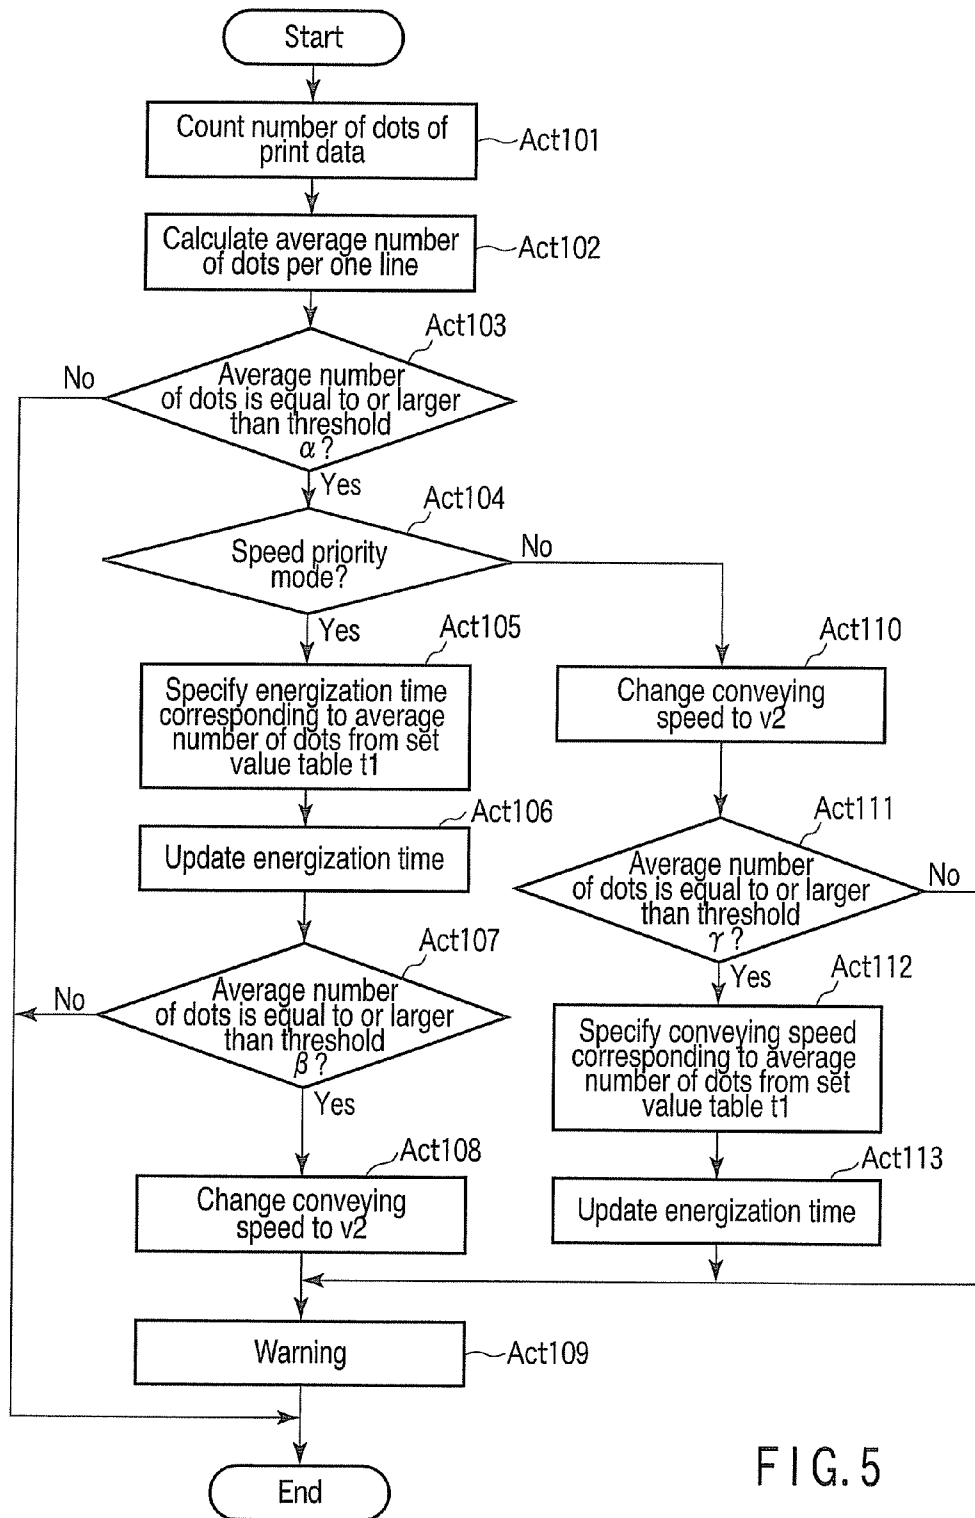 Start
Count number of dots of
print data
Act101
Calculate average number
of dots per one line
Act102
Act103
No
Average number
of dots is equal to or larger
than threshold
α?
Yes
Act104
Speed priority
mode?
No
Yes
Act105
Specify energization time
corresponding to average
number of dots from set
value table t1
Act106
Update energization time
Act107
No
Average number
of dots is equal to or larger
than threshold
β?
Yes
Act108
Change conveying
speed to v2
Warning
Act109
End
Act110
Change conveying
speed to v2
Act111
Average number
of dots is equal to or larger
than threshold
γ?
No
Yes
Act112
Specify conveying speed
corresponding to average
number of dots from set
value table t1
Act113
Update energization time
FIG. 5